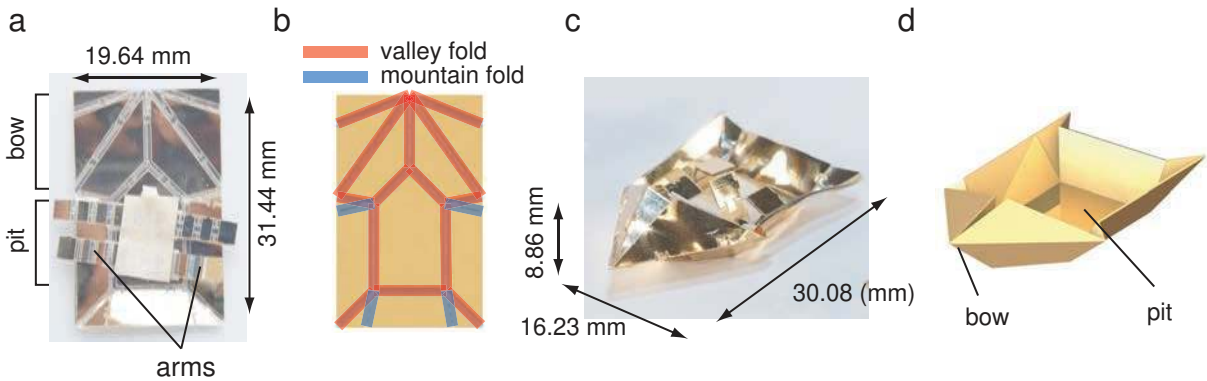 a
19.64 mm
bow
pit
31.44 mm
arms
b
valley fold
mountain fold
c
8.86 mm
16.23 mm
30.08 (mm)
d
bow
pit